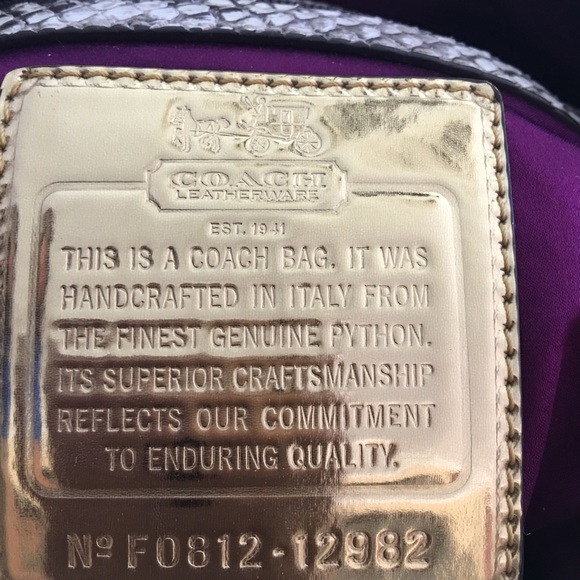 COACH
LEATHERWARE
EST. 1941
THIS IS A COACH BAG. IT WAS
HANDCRAFTED IN ITALY FROM
THE FINEST GENUINE PYTHON.
ITS SUPERIOR CRAFTSMANSHIP
REFLECTS OUR COMMITMENT
TO ENDURING QUALITY.
Nº F0812-12982